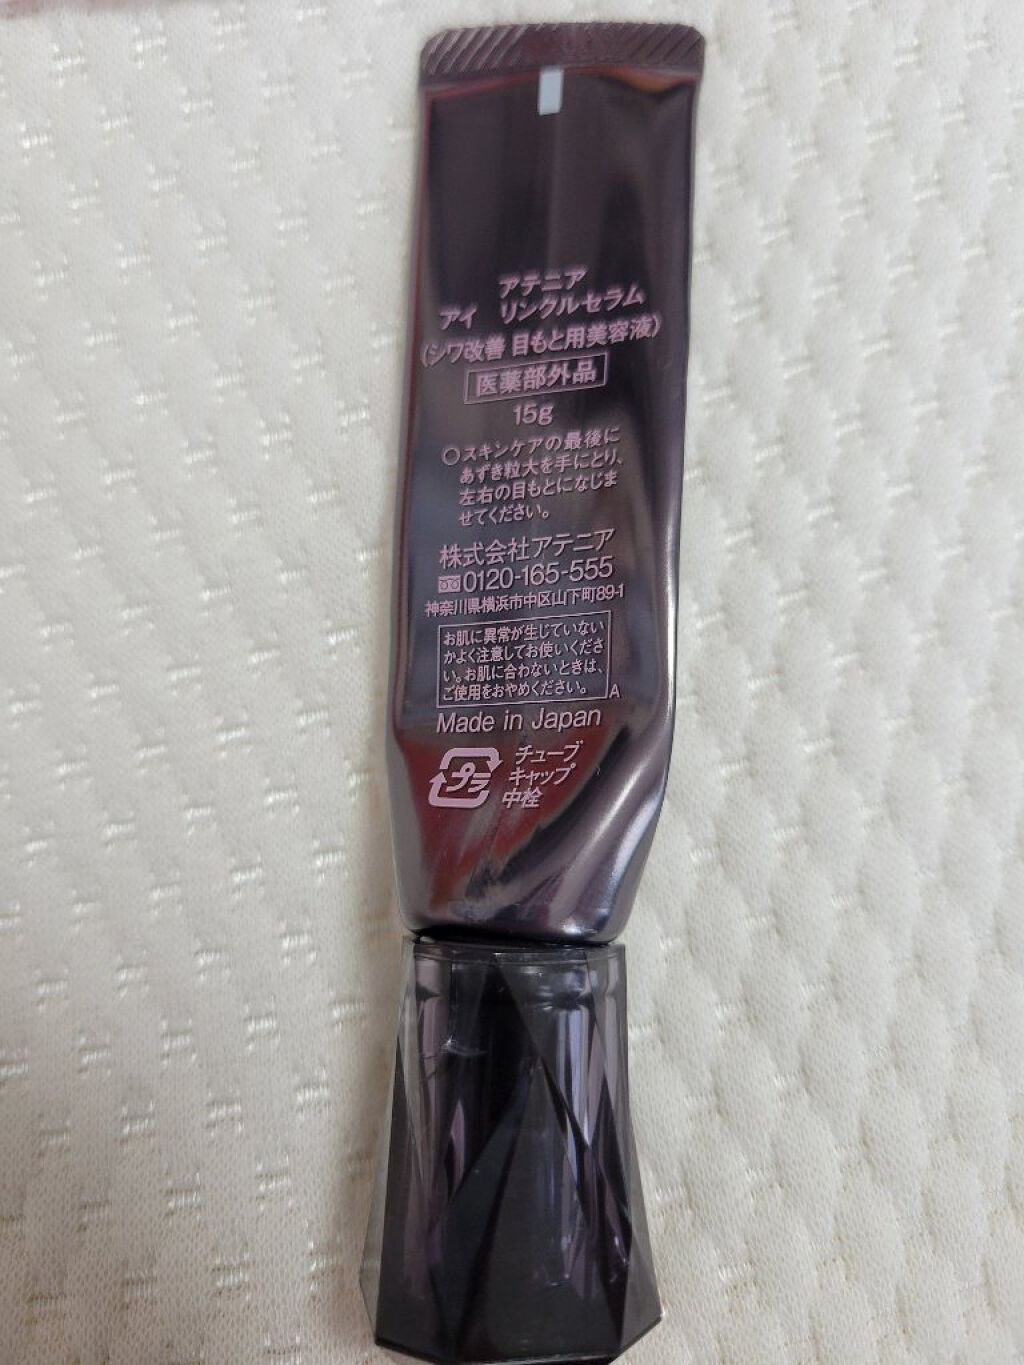 アテニア
アイ リンクルセラム
(シワ改善 目もと用美容液)
医薬部外品
15g
○スキンケアの最後に
あずき粒大を手にとり、
左右の目もとになじま
せてください。
株式会社アテニア
0120-165-555
神奈川県横浜市中区山下町89-1
お肌に異常が生じていない
かよく注意してお使いくださ
い。お肌に合わないときは、
ご使用をおやめください。
A
Made in Japan
プラ
チューブ
キャップ
中栓